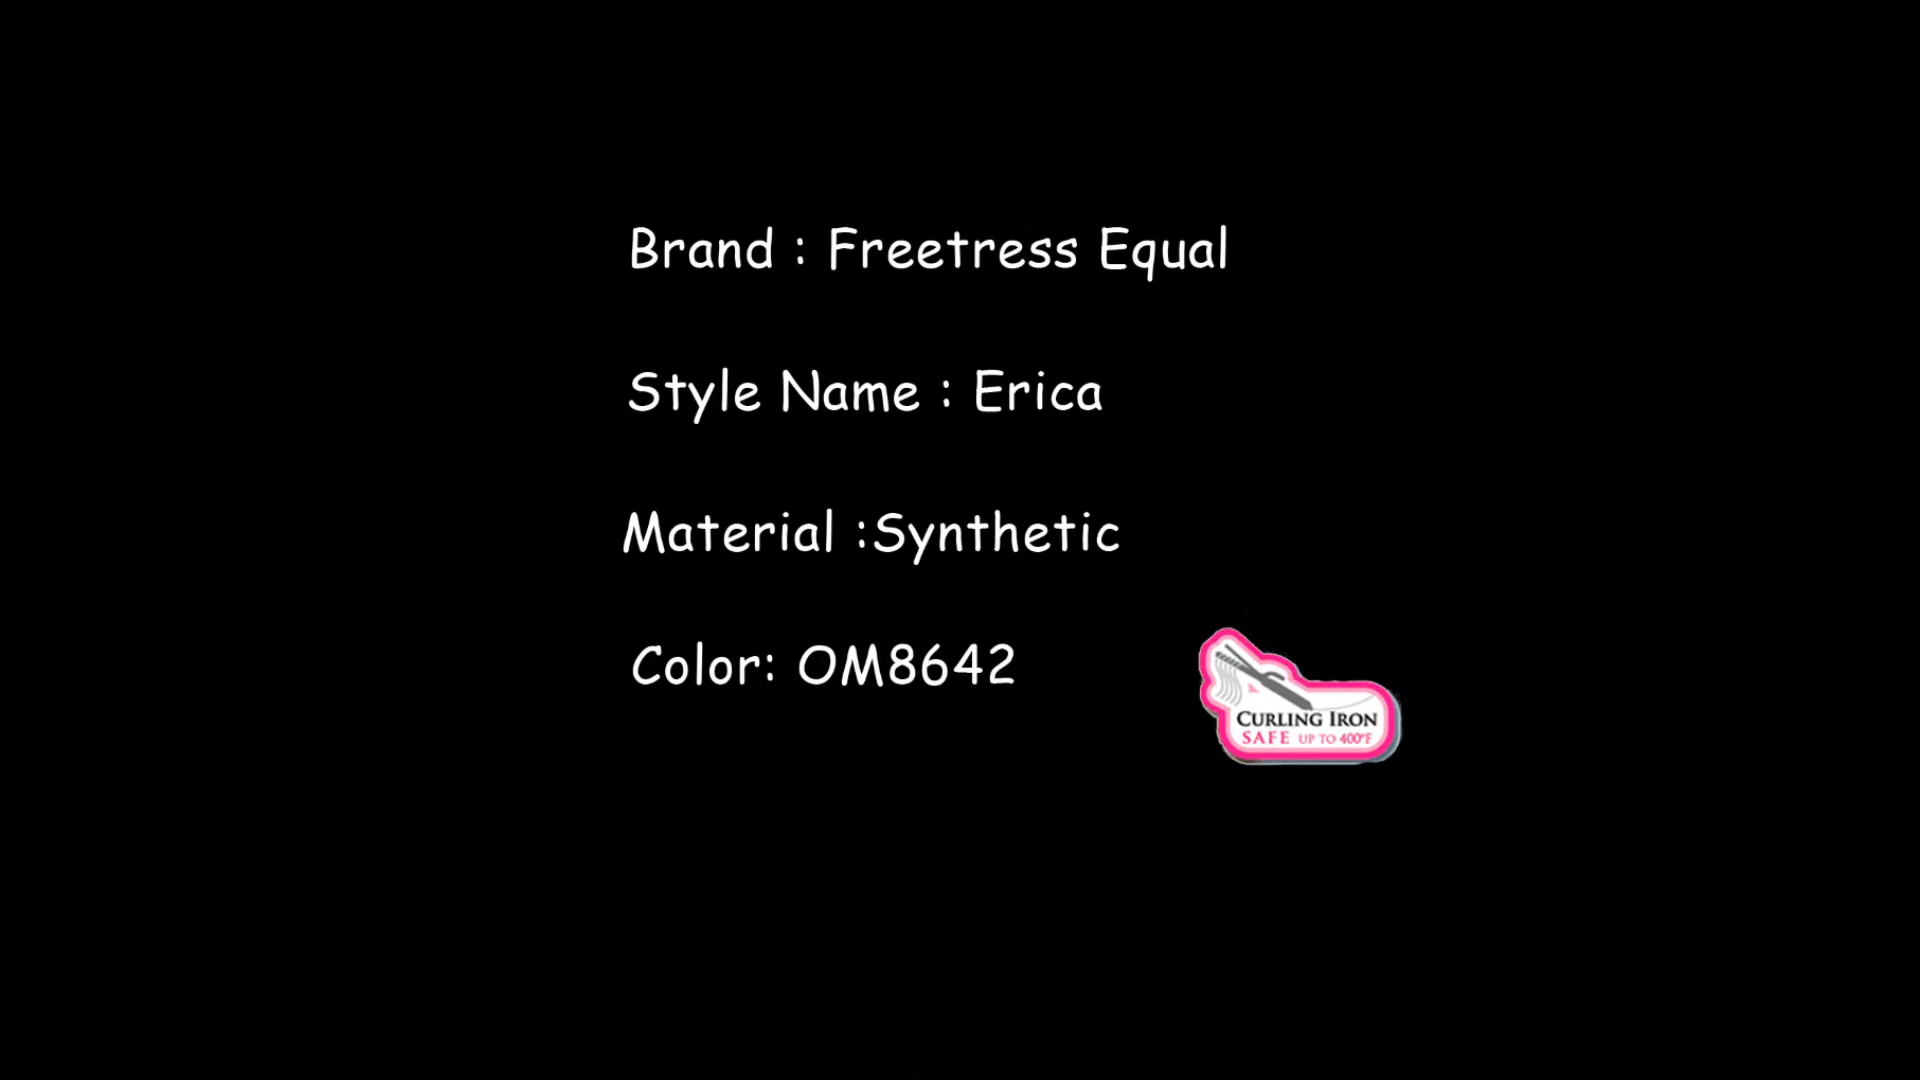 Brand : Freetress Equal
Style Name : Erica
Material :Synthetic
Color: OM8642
CURLING IRON
SAFE UP TO 400°F